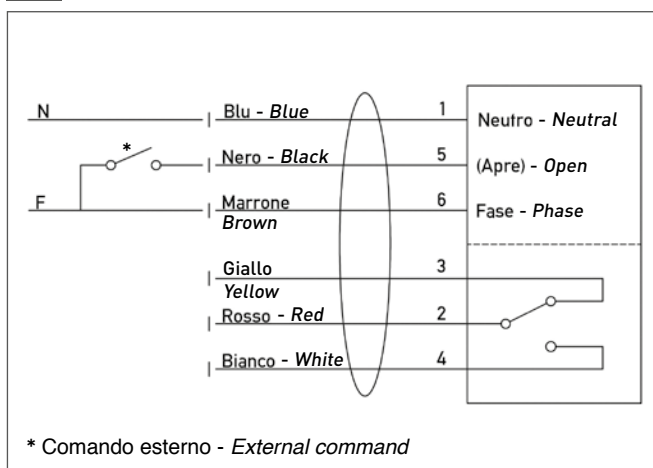 N Blu - Blue 1 Neutro - Neutral
* Nero - Black 5 (Apre) - Open
F Marrone 6 Fase - Phase
Brown
Giallo 3
Yellow
Rosso - Red 2
Bianco - White 4
* Comando esterno - External command